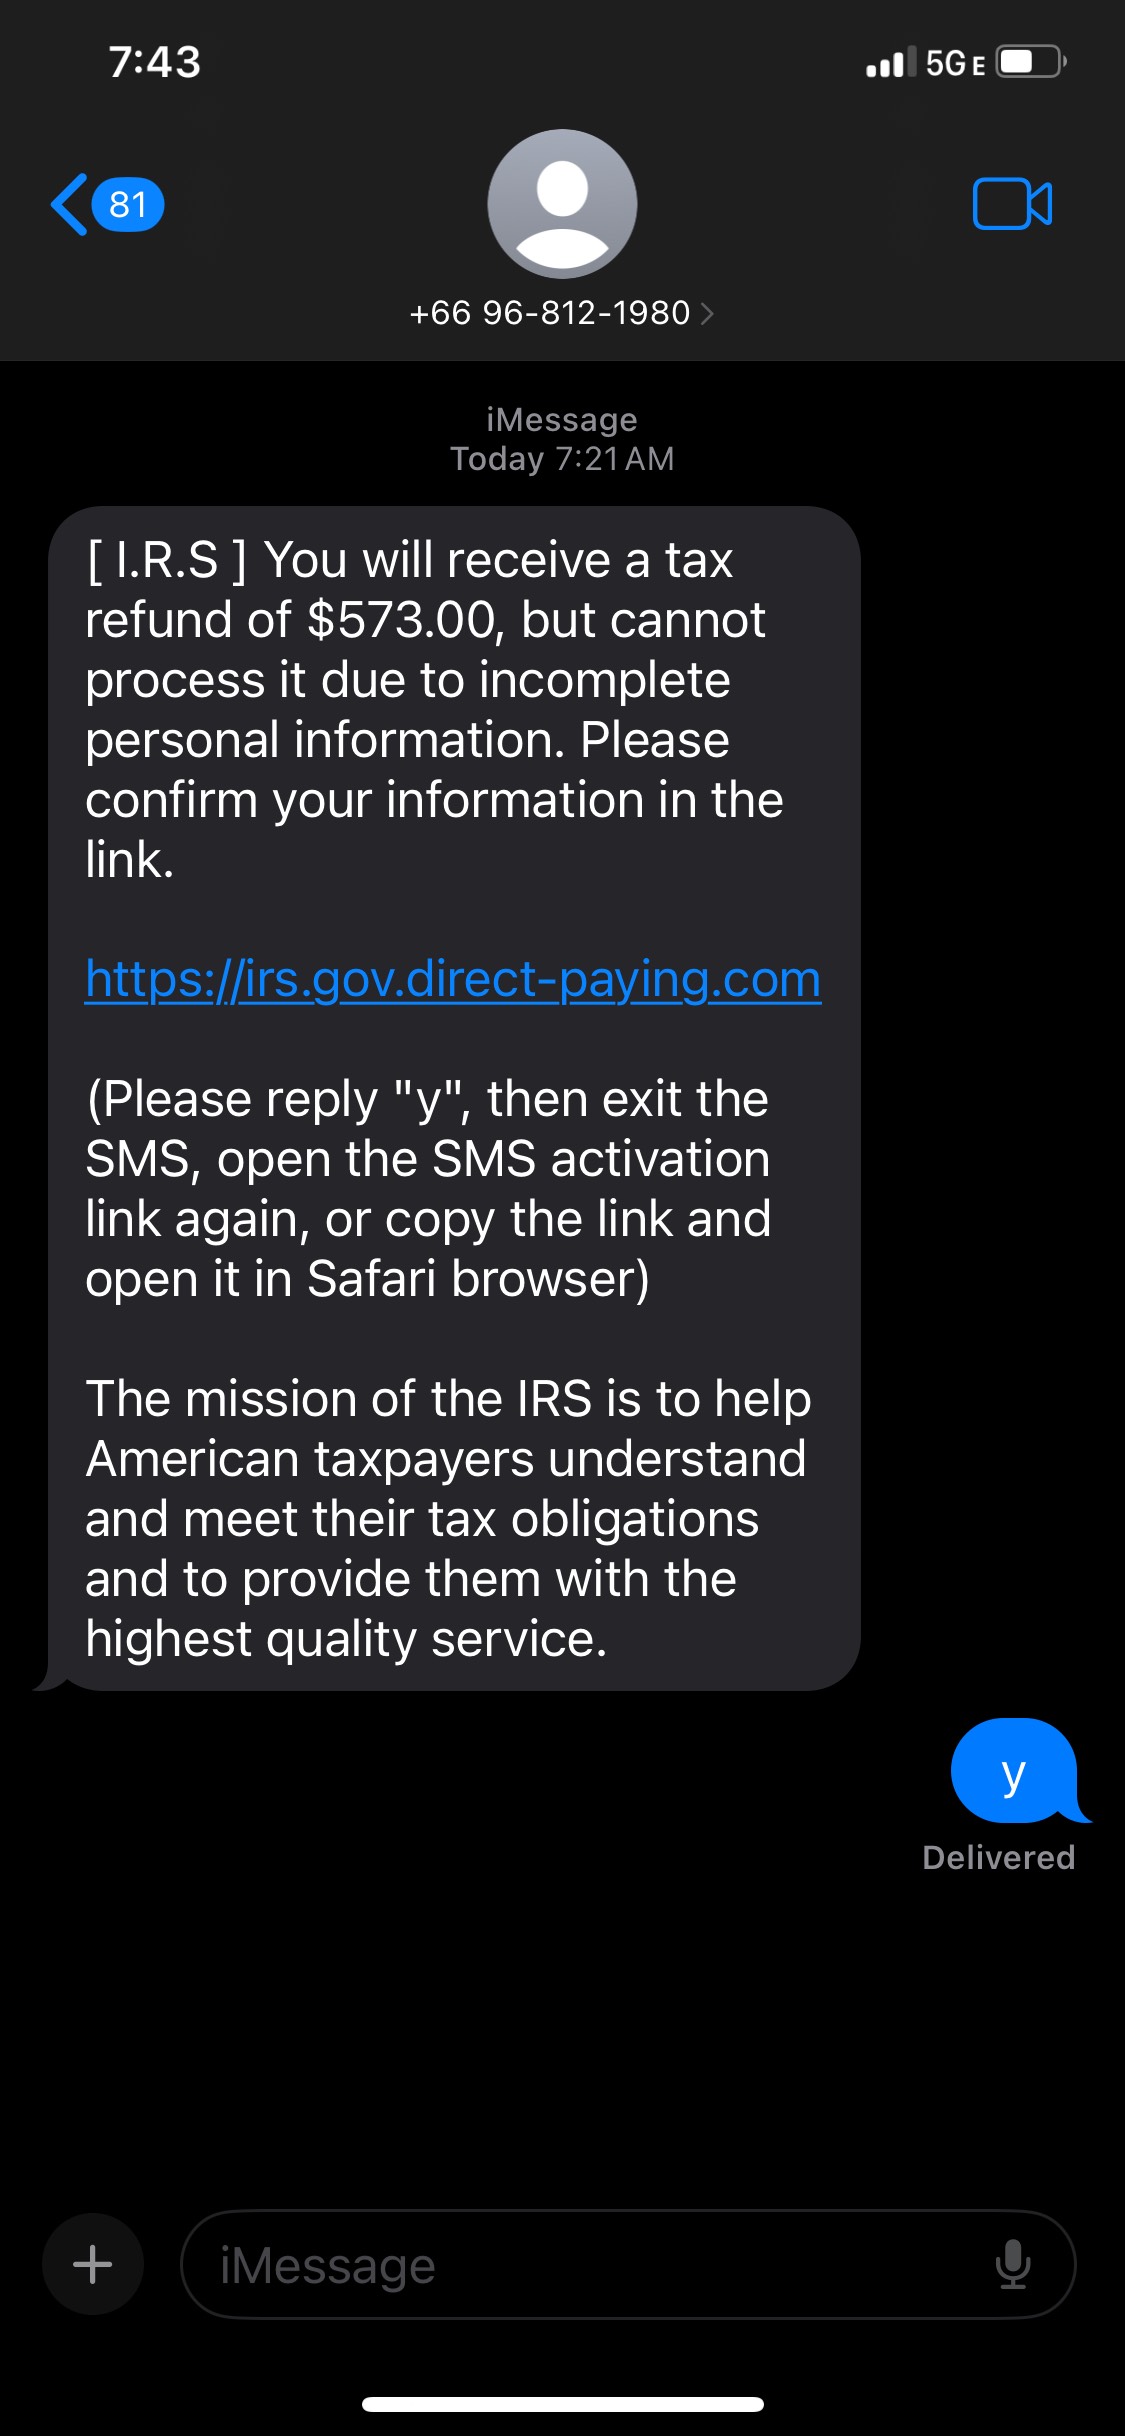 7:43
5G E
81
+66 96-812-1980
iMessage
Today 7:21 AM
[ I.R.S ] You will receive a tax
refund of $573.00, but cannot
process it due to incomplete
personal information. Please
confirm your information in the
link.
https://irs.gov.direct-paying.com
(Please reply "y", then exit the
SMS, open the SMS activation
link again, or copy the link and
open it in Safari browser)
The mission of the IRS is to help
American taxpayers understand
and meet their tax obligations
and to provide them with the
highest quality service.
y
Delivered
iMessage